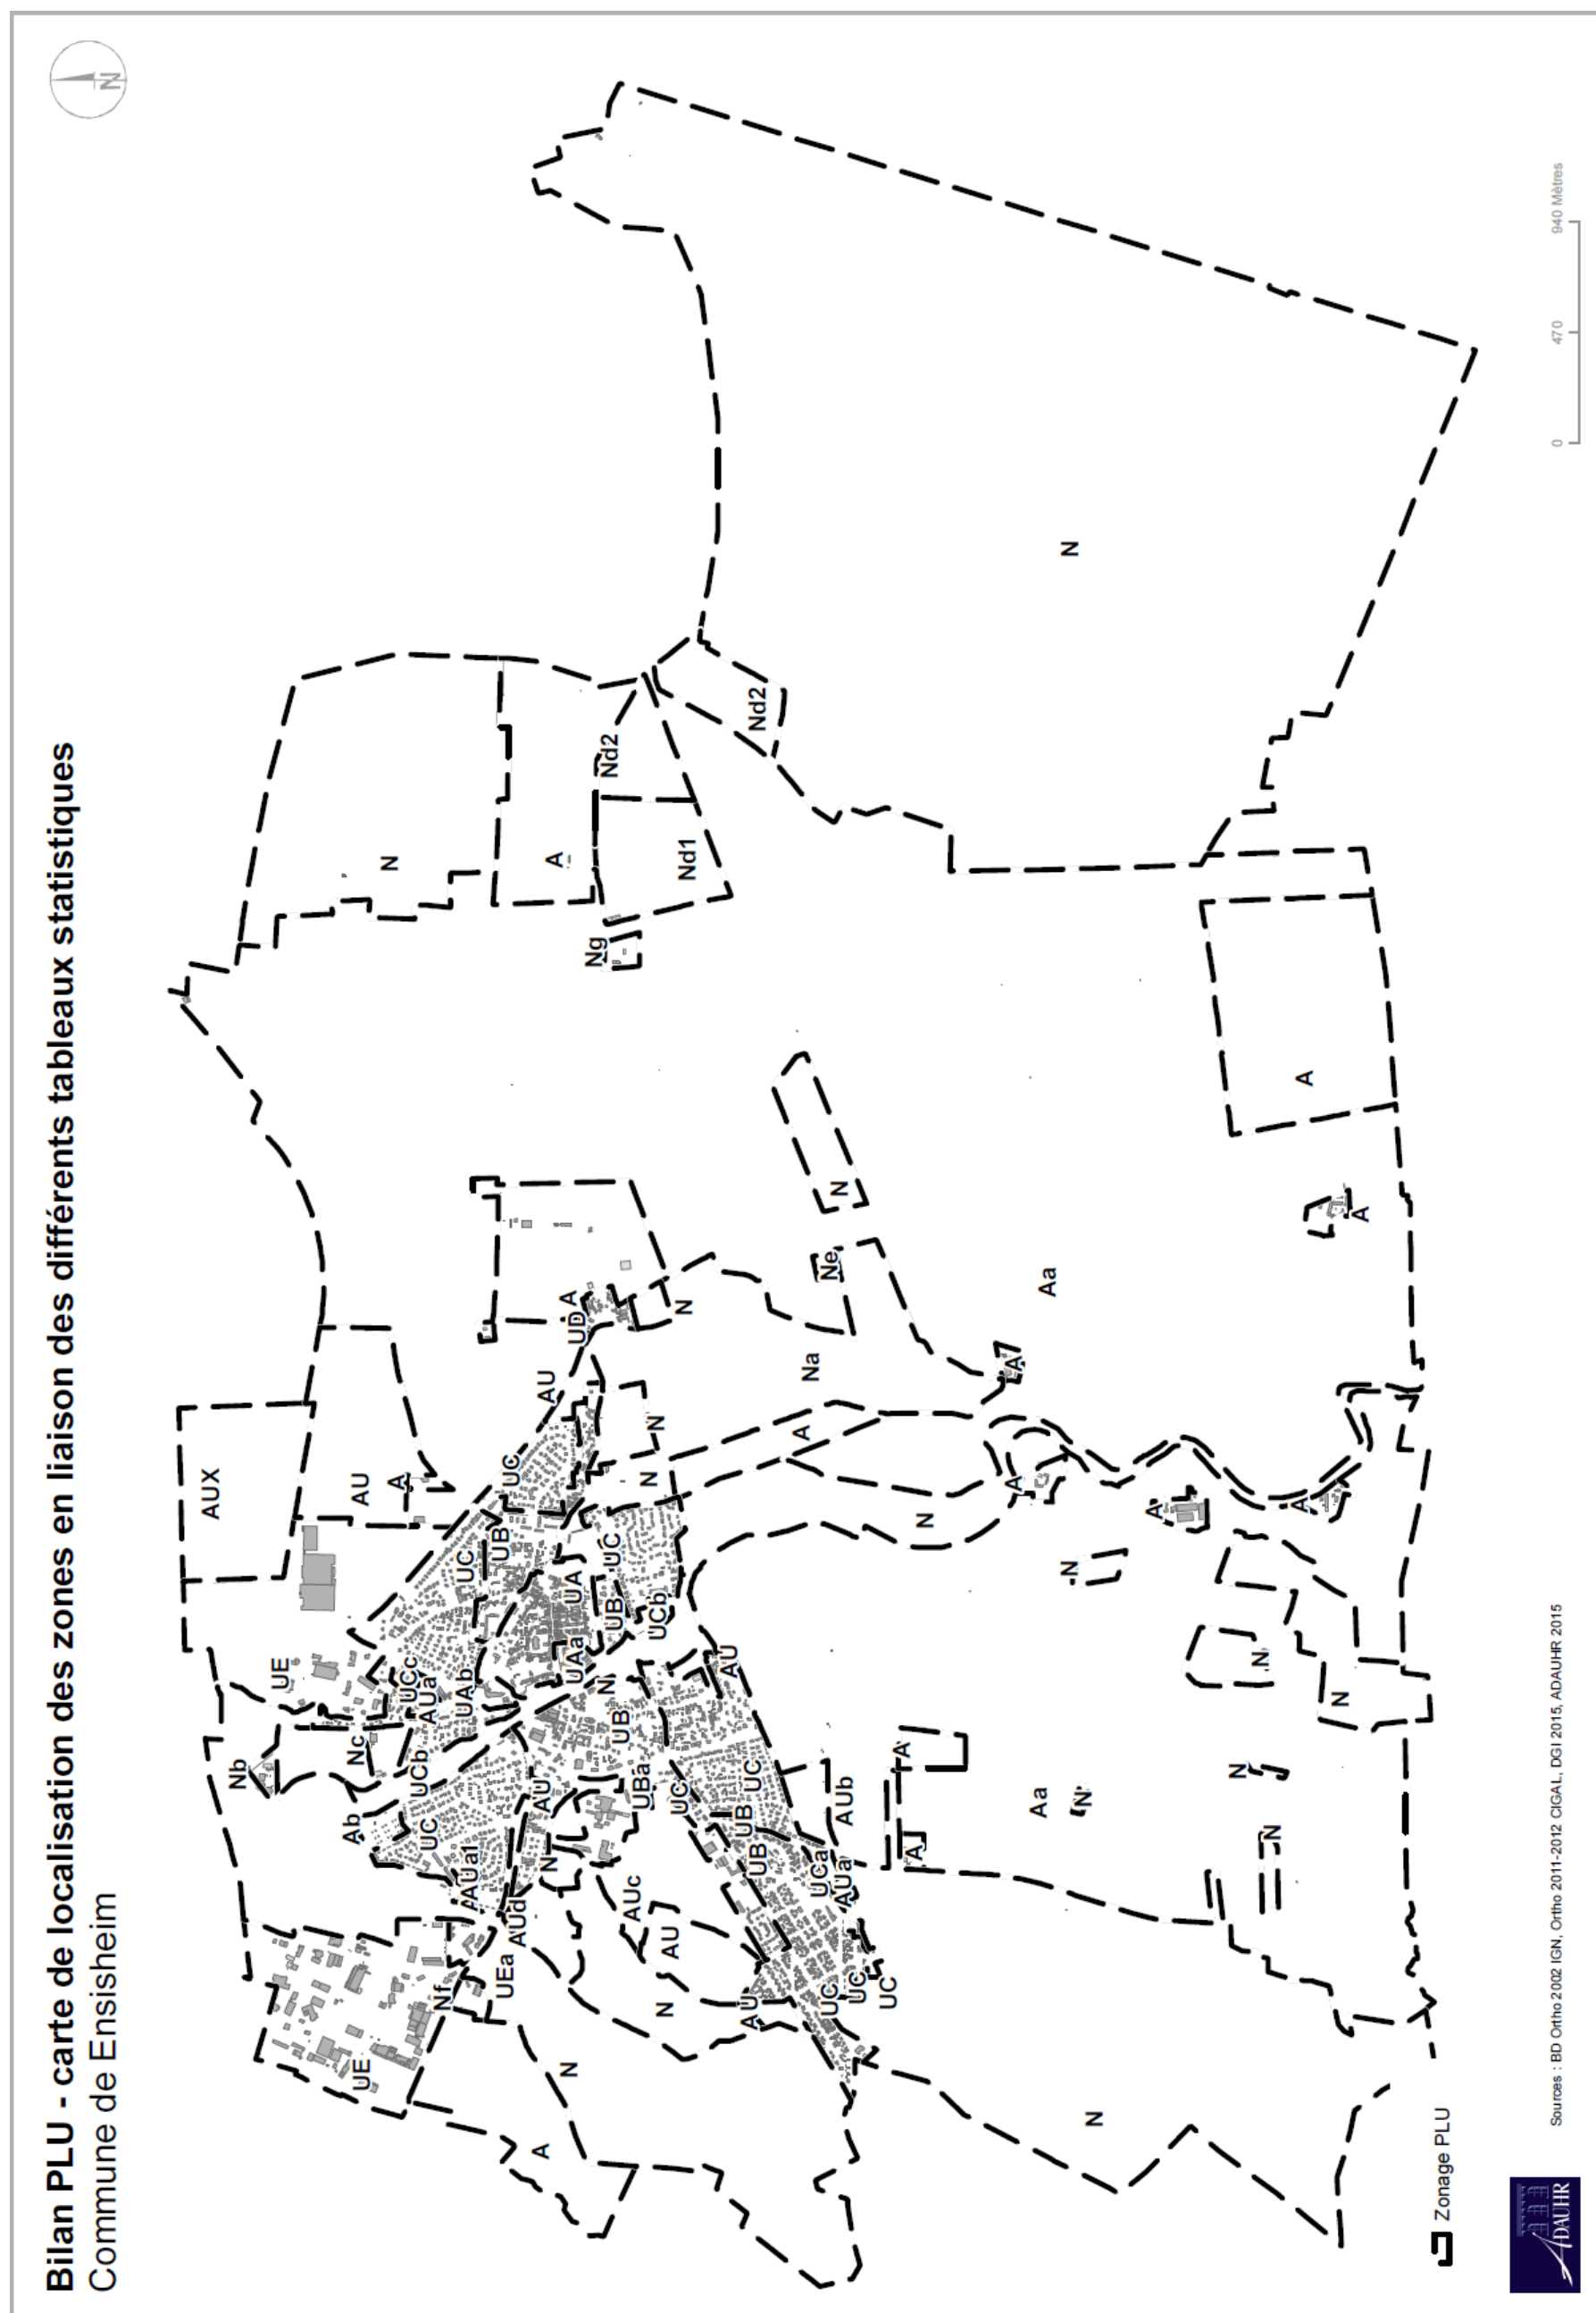 Bilan PLU - carte de localisation des zones en liaison des différents tableaux statistiques
Commune de Ensisheim
N
AUX
AU
A
UE
Nb
Nc
UCc
AUa
UCb
UAb
UC
Ab
UC
AUa1
A
UE
Nf
UEa
AUd
N
A
N
A
Nd2
Nd1
Ng
Nd2
N
UD
A
N
AU
UC
N
N
UB
UC
UA
UC
UB
UCb
UAa
N
UB
AU
AU
UBa
N
AUc
AU
N
AU
UC
UC
UB
UB
AUb
UCa
AUa
UC
UC
UC
N
Ne
Na
A
N
Aa
A
A
A
A
A
A
N
N
N
A
A
Aa
N
N
N
N
Zonage PLU
ADAUHR
Sources : BD Ortho 2002 IGN, Ortho 2011-2012 CIGAL, DGI 2015, ADAUHR 2015
0 470 940 Mètres